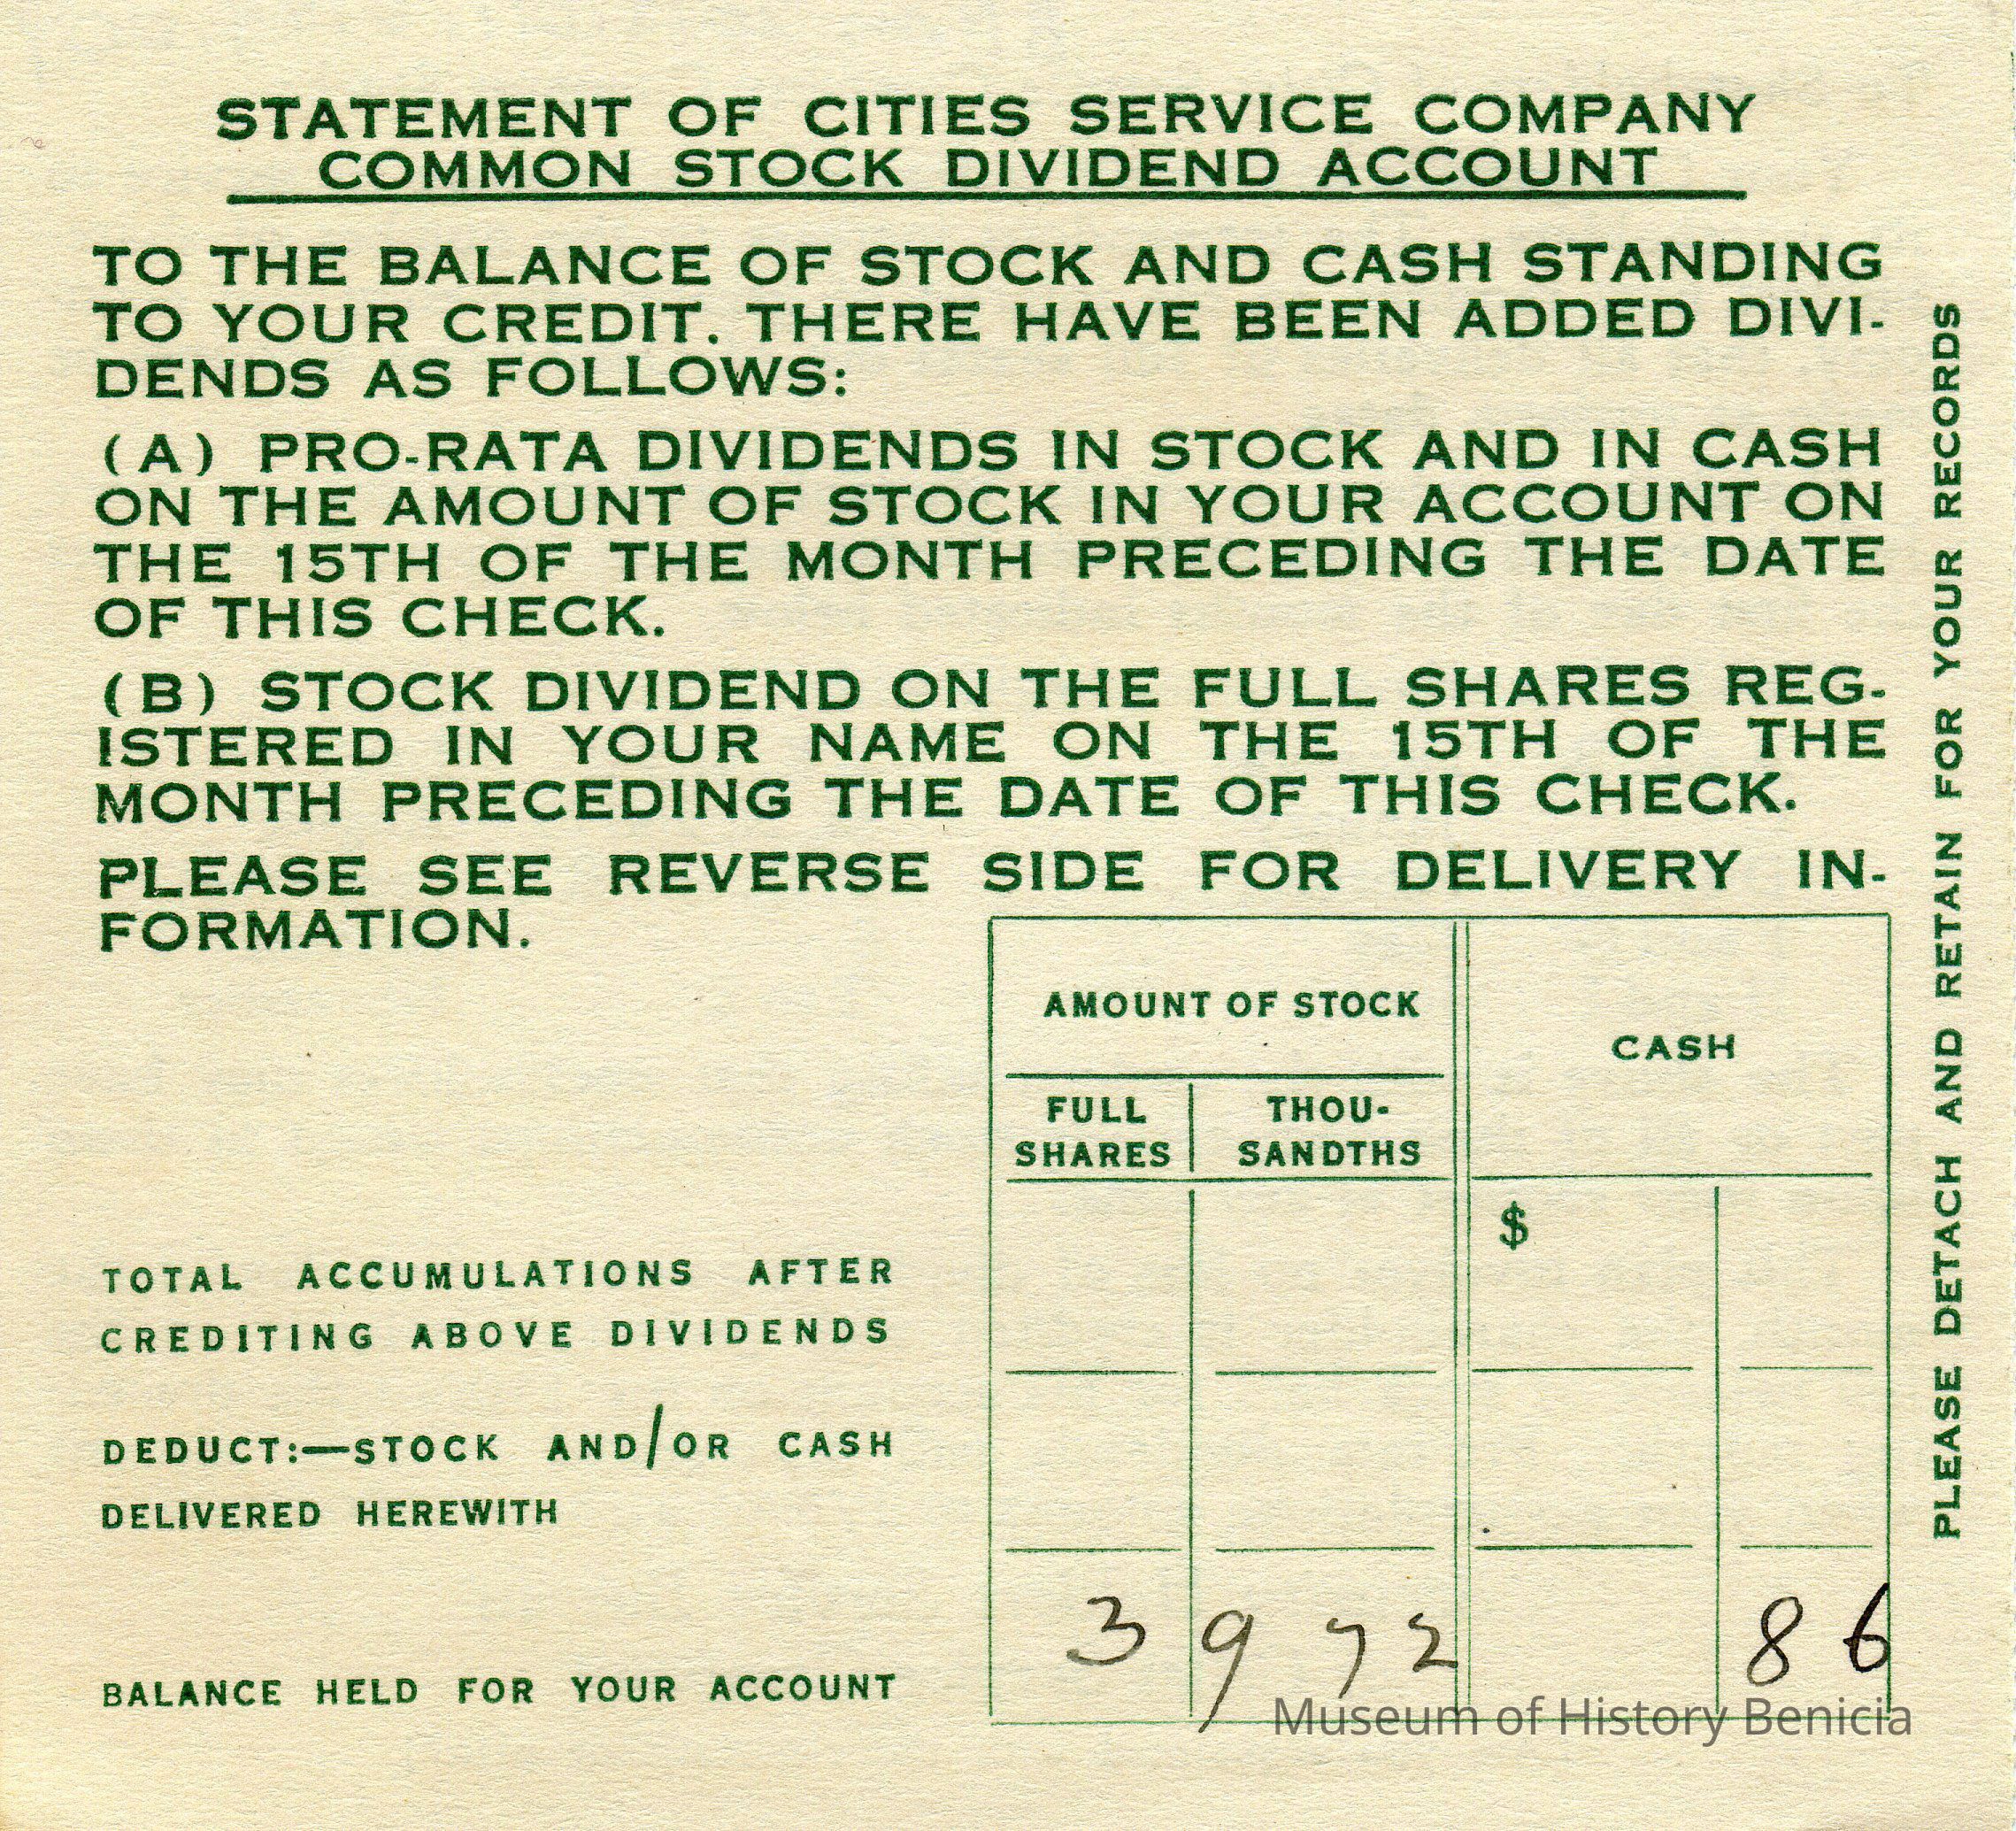 STATEMENT OF CITIES SERVICE COMPANY
COMMON STOCK DIVIDEND ACCOUNT
TO THE BALANCE OF STOCK AND CASH STANDING
TO YOUR CREDIT. THERE HAVE BEEN ADDED DIVI-
DENDS AS FOLLOWS:
(A) PRO-RATA DIVIDENDS IN STOCK AND IN CASH
ON THE AMOUNT OF STOCK IN YOUR ACCOUNT ON
THE 15TH OF THE MONTH PRECEDING THE DATE
OF THIS CHECK.
(B) STOCK DIVIDEND ON THE FULL SHARES REG-
ISTERED IN YOUR NAME ON THE 15TH OF THE
MONTH PRECEDING THE DATE OF THIS CHECK.
PLEASE SEE REVERSE SIDE FOR DELIVERY IN-
FORMATION.
AMOUNT OF STOCK
CASH
FULL THOU-
SHARES SANDTHS
$
TOTAL ACCUMULATIONS AFTER
CREDITING ABOVE DIVIDENDS
DEDUCT:—STOCK AND/OR CASH
DELIVERED HEREWITH
BALANCE HELD FOR YOUR ACCOUNT 3 972 86
PLEASE DETACH AND RETAIN FOR YOUR RECORDS
Museum of History Benicia